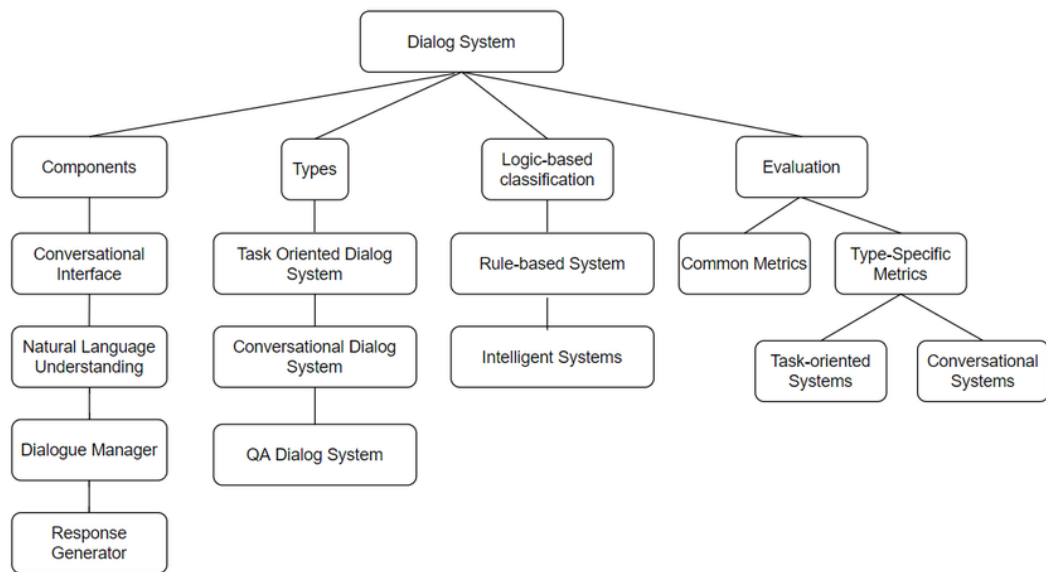 Dialog System
Components
Types
Logic-based
classification
Evaluation
Conversational
Interface
Task Oriented Dialog
System
Rule-based System
Common Metrics
Type-Specific
Metrics
Natural Language
Understanding
Conversational Dialog
System
Intelligent Systems
Task-oriented
Systems
Conversational
Systems
Dialogue Manager
QA Dialog System
Response
Generator